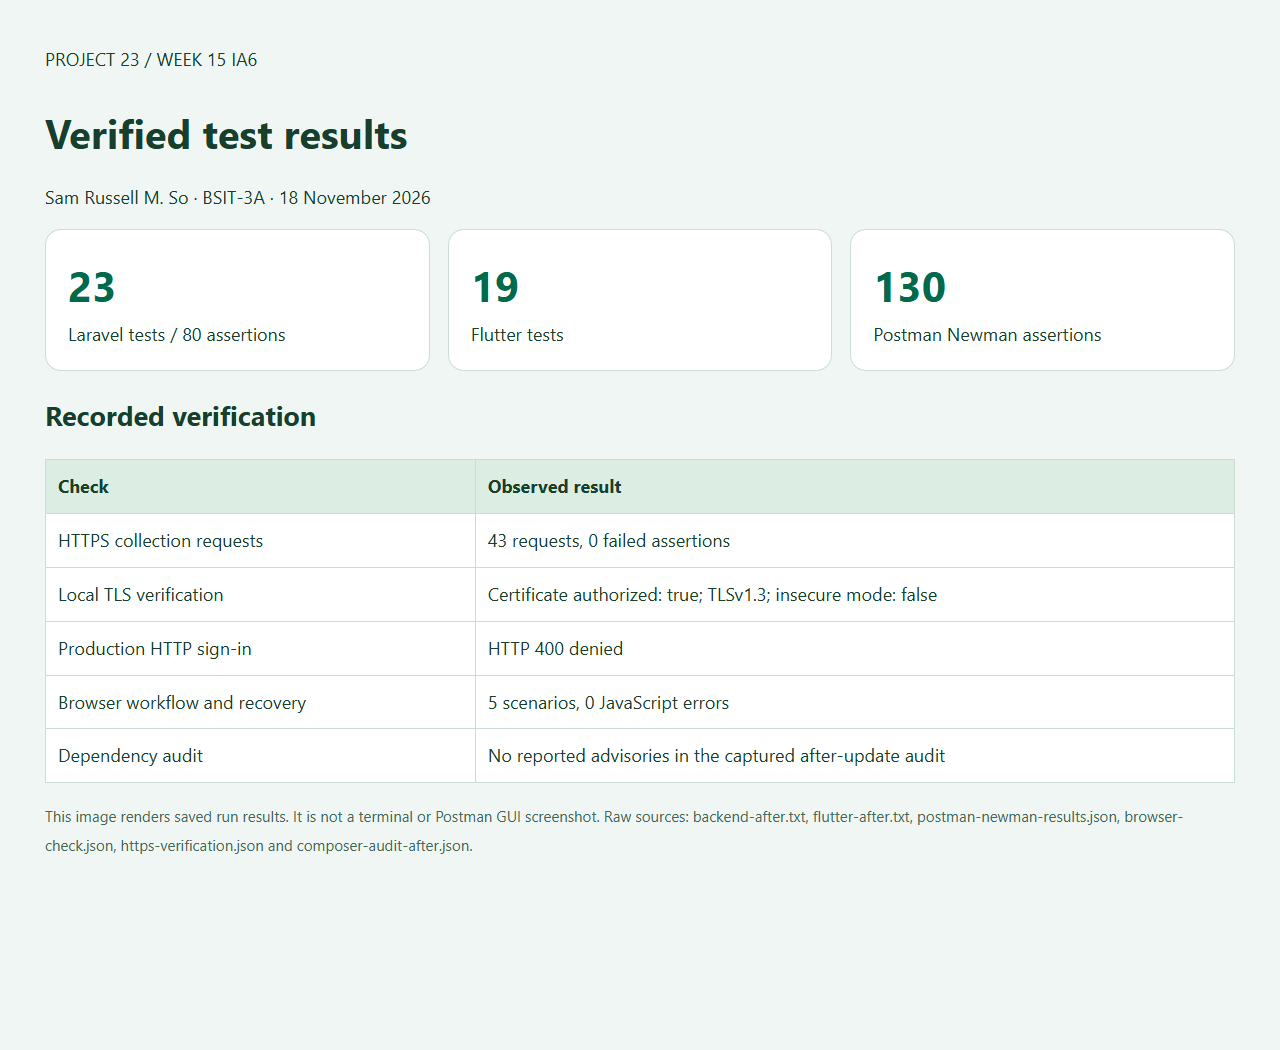 PROJECT 23 / WEEK 15 IA6
Verified test results
Sam Russell M. So · BSIT-3A · 18 November 2026
23
Laravel tests / 80 assertions
19
Flutter tests
130
Postman Newman assertions
Recorded verification
Check Observed result
HTTPS collection requests 43 requests, 0 failed assertions
Local TLS verification Certificate authorized: true; TLSv1.3; insecure mode: false
Production HTTP sign-in HTTP 400 denied
Browser workflow and recovery 5 scenarios, 0 JavaScript errors
Dependency audit No reported advisories in the captured after-update audit
This image renders saved run results. It is not a terminal or Postman GUI screenshot. Raw sources: backend-after.txt, flutter-after.txt, postman-newman-results.json, browser-
check.json, https-verification.json and composer-audit-after.json.